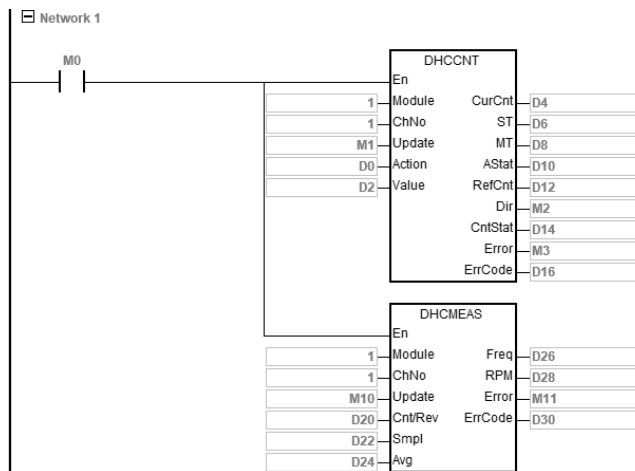 Network 1
M0
DHCCNT
En
1 Module CurCnt D4
1 ChNo ST D6
M1 Update MT D8
D0 Action AStat D10
D2 Value RefCnt D12
Dir M2
CntStat D14
Error M3
ErrCode D16
DHCMEAS
En
1 Module Freq D26
1 ChNo RPM D28
M10 Update Error M11
D20 Cnt/Rev ErrCode D30
D22 Smpl
D24 Avg